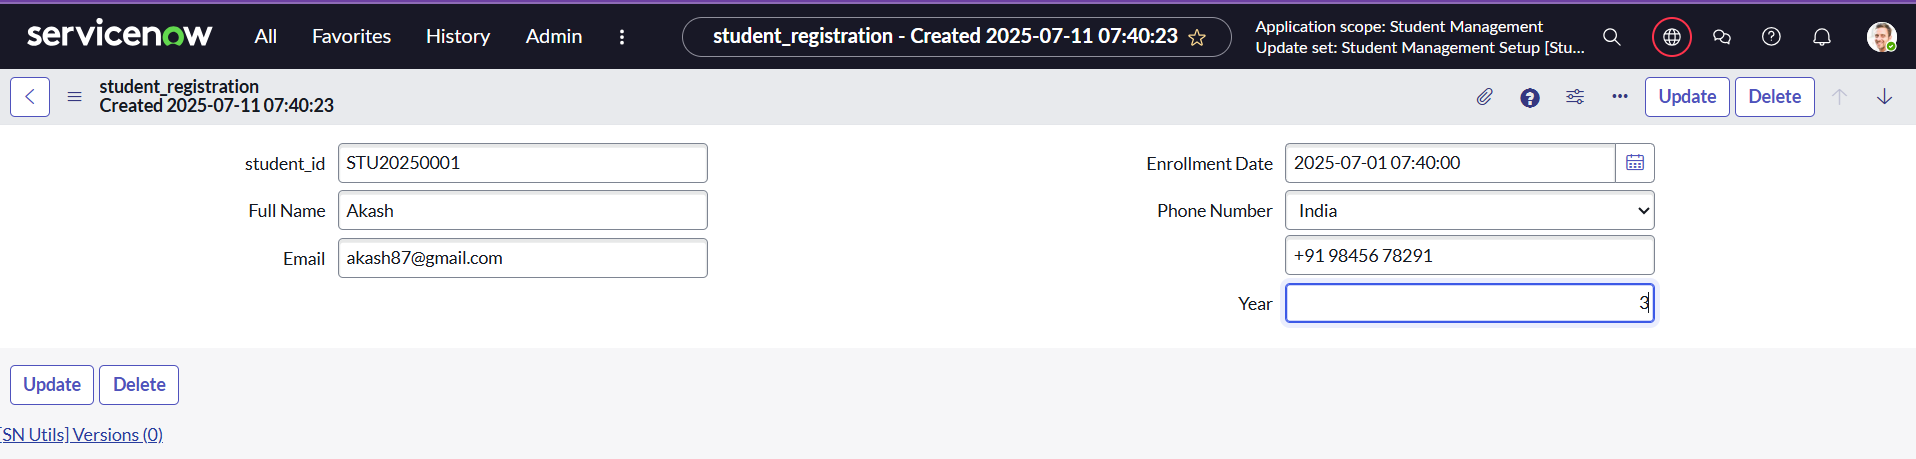 servicenow All Favorites History Admin student_registration - Created 2025-07-11 07:40:23 Application scope: Student Management
Update set: Student Management Setup [Stu...
student_registration
Created 2025-07-11 07:40:23
Update Delete
student_id STU20250001 Enrollment Date 2025-07-01 07:40:00
Full Name Akash Phone Number India
Email akash87@gmail.com +91 98456 78291
Year 3
Update Delete
[SN Utils] Versions (0)